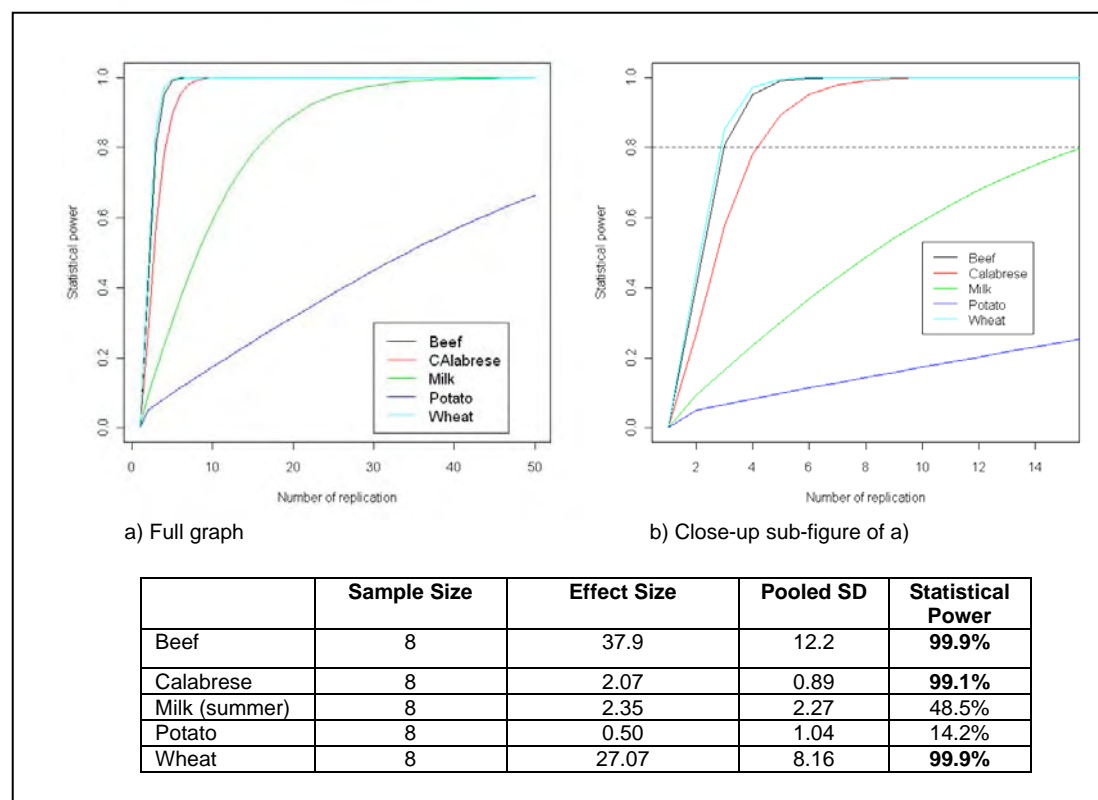 1.0
0.8
0.6
0.4
0.2
0.0
Statistical power
Beef
CAlabrese
Milk
Potato
Wheat
0 10 20 30 40 50
Number of replication
a) Full graph
1.0
0.8
0.6
0.4
0.2
0.0
Statistical power
Beef
Calabrese
Milk
Potato
Wheat
2 4 6 8 10 12 14
Number of replication
b) Close-up sub-figure of a)
Sample Size Effect Size Pooled SD Statistical
Power
Beef 8 37.9 12.2 99.9%
Calabrese 8 2.07 0.89 99.1%
Milk (summer) 8 2.35 2.27 48.5%
Potato 8 0.50 1.04 14.2%
Wheat 8 27.07 8.16 99.9%